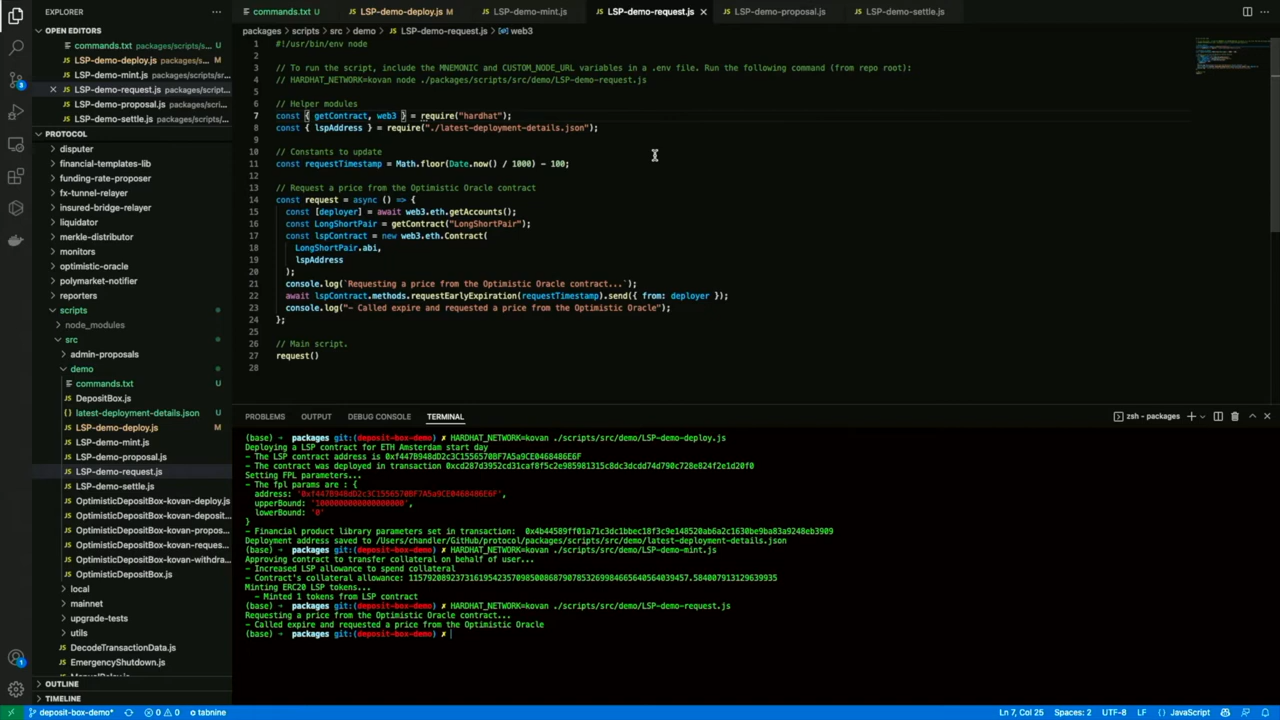 EXPLORER
OPEN EDITORS
commands.txt packages/scripts/s... U
LSP-demo-deploy.js packages/... M
LSP-demo-mint.js packages/scri...
LSP-demo-request.js packages/script...
LSP-demo-proposal.js packages/...
LSP-demo-settle.js packages/scri...
PROTOCOL
disputer
financial-templates-lib
funding-rate-proposer
fx-tunnel-relayer
insured-bridge-relayer
liquidator
merkle-distributor
monitors
optimistic-oracle
polymarket-notifier
reporters
scripts
node_modules
src
admin-proposals
demo
commands.txt U
DepositBox.js
latest-deployment-details.json U
LSP-demo-deploy.js M
LSP-demo-mint.js
LSP-demo-proposal.js
LSP-demo-request.js
LSP-demo-settle.js
OptimisticDepositBox-kovan-deploy.js
OptimisticDepositBox-kovan-deposit...
OptimisticDepositBox-kovan-propos...
OptimisticDepositBox-kovan-reques...
OptimisticDepositBox-kovan-withdra...
OptimisticDepositBox.js
local
mainnet
upgrade-tests
utils
DecodeTransactionData.js
EmergencyShutdown.js
OUTLINE
TIMELINE
commands.txt U LSP-demo-deploy.js M LSP-demo-mint.js LSP-demo-request.js LSP-demo-proposal.js LSP-demo-settle.js
packages > scripts > src > demo > LSP-demo-request.js > web3
1 #!/usr/bin/env node
2
3 // To run the script, include the MNEMONIC and CUSTOM_NODE_URL variables in a .env file. Run the following command (from repo root):
4 // HARDHAT_NETWORK=kovan node ./packages/scripts/src/demo/LSP-demo-request.js
5
6 // Helper modules
7 const { getContract, web3 } = require("hardhat");
8 const { lspAddress } = require("./latest-deployment-details.json");
9
10 // Constants to update
11 const requestTimestamp = Math.floor(Date.now() / 1000) - 100;
12
13 // Request a price from the Optimistic Oracle contract
14 const request = async () => {
15 const [deployer] = await web3.eth.getAccounts();
16 const LongShortPair = getContract("LongShortPair");
17 const lspContract = new web3.eth.Contract(
18 LongShortPair.abi,
19 lspAddress
20 );
21 console.log(`Requesting a price from the Optimistic Oracle contract...`);
22 await lspContract.methods.requestEarlyExpiration(requestTimestamp).send({ from: deployer });
23 console.log("- Called expire and requested a price from the Optimistic Oracle");
24 };
25
26 // Main script.
27 request()
28
PROBLEMS OUTPUT DEBUG CONSOLE TERMINAL zsh - packages
(base) → packages git:(deposit-box-demo) ✗ HARDHAT_NETWORK=kovan ./scripts/src/demo/LSP-demo-deploy.js
Deploying a LSP contract for ETH Amsterdam start day
- The LSP contract address is 0xf447B948dD2c3C1556570BF7A5a9CE0468486E6F
- The contract was deployed in transaction 0xcd287d3952cd31caf8f5c2e985981315c8dc3dcdd74d790c728e824f2e1d20f0
Setting FPL parameters...
- The fpl params are : {
address: '0xf447B948dD2c3C1556570BF7A5a9CE0468486E6F',
upperBound: '1000000000000000000',
lowerBound: '0'
}
- Financial product library parameters set in transaction: 0x4b44589ff01a71c3dc1bbec18f3c9e148520ab6a2c1630be9ba83a9248eb3909
Deployment address saved to /Users/chandler/GitHub/protocol/packages/scripts/src/demo/latest-deployment-details.json
(base) → packages git:(deposit-box-demo) ✗ HARDHAT_NETWORK=kovan ./scripts/src/demo/LSP-demo-mint.js
Approving contract to transfer collateral on behalf of user...
- Increased LSP allowance to spend collateral
- Contract's collateral allowance: 115792089237316195423570985008687907853269984665640564039457.584007913129639935
Minting ERC20 LSP tokens...
- Minted 1 tokens from LSP contract
(base) → packages git:(deposit-box-demo) ✗ HARDHAT_NETWORK=kovan ./scripts/src/demo/LSP-demo-request.js
Requesting a price from the Optimistic Oracle contract...
- Called expire and requested a price from the Optimistic Oracle
(base) → packages git:(deposit-box-demo) ✗
deposit-box-demo* 0 0 tabnine Ln 7, Col 25 Spaces: 2 UTF-8 LF JavaScript